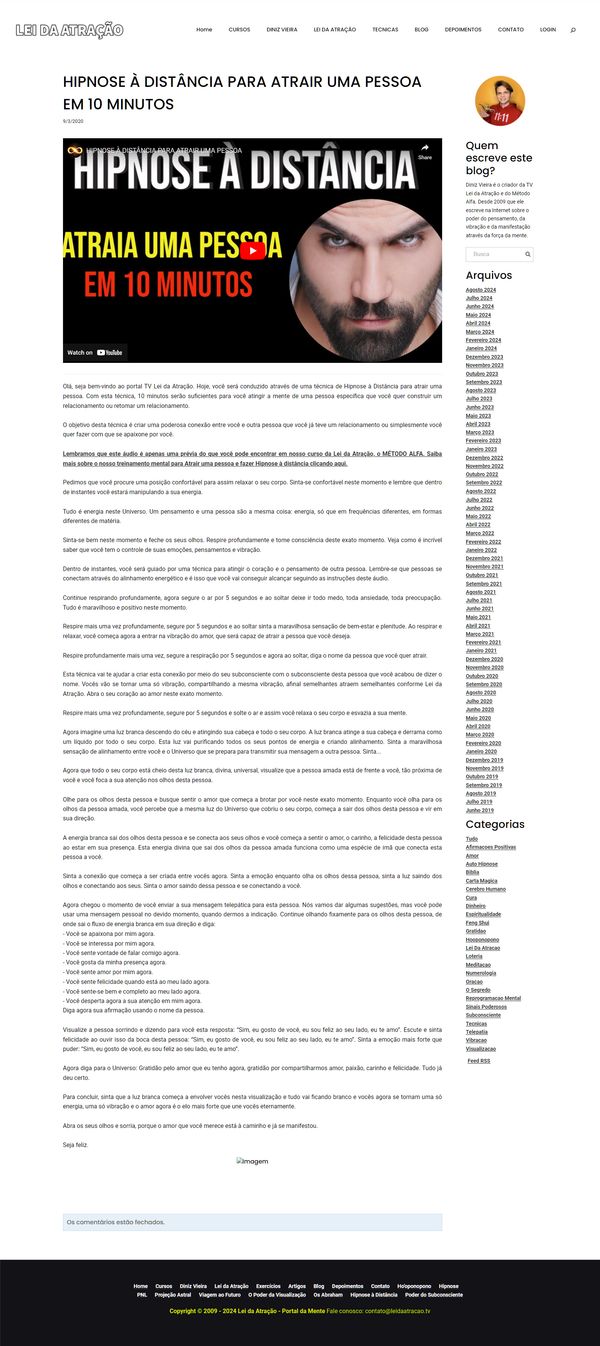 LEI DA ATRAÇÃO
Home CURSOS DINIZ VIEIRA LEI DA ATRAÇÃO TECNICAS BLOG DEPOIMENTOS CONTATO LOGIN
HIPNOSE À DISTÂNCIA PARA ATRAIR UMA PESSOA
EM 10 MINUTOS
9/3/2020
HIPNOSE À DISTÂNCIA PARA ATRAIR UMA PESSOA
Share
HIPNOSE À DISTÂNCIA
ATRAIA UMA PESSOA
EM 10 MINUTOS
Watch on YouTube
Olá, seja bem-vindo ao portal TV Lei da Atração. Hoje, você será conduzido através de uma técnica de Hipnose à Distância para atrair uma
pessoa. Com esta técnica, 10 minutos serão suficientes para você atingir a mente de uma pessoa específica que você quer construir um
relacionamento ou retomar um relacionamento.
O objetivo desta técnica é criar uma poderosa conexão entre você e outra pessoa que você já teve um relacionamento ou simplesmente você
quer fazer com que se apaixone por você.
Lembramos que este áudio é apenas uma prévia do que você pode encontrar em nosso curso da Lei da Atração, o MÉTODO ALFA. Saiba
mais sobre o nosso treinamento mental para Atrair uma pessoa e fazer Hipnose à distância clicando aqui.
Pedimos que você procure uma posição confortável para assim relaxar o seu corpo. Sinta-se confortável neste momento e lembre que dentro
de instantes você estará manipulando a sua energia.
Tudo é energia neste Universo. Um pensamento e uma pessoa são a mesma coisa: energia, só que em frequências diferentes, em formas
diferentes de matéria.
Sinta-se bem neste momento e feche os seus olhos. Respire profundamente e tome consciência deste exato momento. Veja como é incrível
saber que você tem o controle de suas emoções, pensamentos e vibração.
Dentro de instantes, você será guiado por uma técnica para atingir o coração e o pensamento de outra pessoa. Lembre-se que pessoas se
conectam através do alinhamento energético e é isso que você vai conseguir alcançar seguindo as instruções deste áudio.
Continue respirando profundamente, agora segure o ar por 5 segundos e ao soltar deixe ir todo medo, toda ansiedade, toda preocupação.
Tudo é maravilhoso e positivo neste momento.
Respire mais uma vez profundamente, segure por 5 segundos e ao soltar sinta a maravilhosa sensação de bem-estar e plenitude. Ao respirar e
relaxar, você começa agora a entrar na vibração do amor, que será capaz de atrair a pessoa que você deseja.
Respire profundamente mais uma vez, segure a respiração por 5 segundos e agora ao soltar, diga o nome da pessoa que você quer atrair.
Esta técnica vai te ajudar a criar esta conexão por meio do seu subconsciente com o subconsciente desta pessoa que você acabou de dizer o
nome. Vocês vão se tornar uma só vibração, compartilhando a mesma vibração, afinal semelhantes atraem semelhantes conforme Lei da
Atração. Abra o seu coração ao amor neste exato momento.
Respire mais uma vez profundamente, segure por 5 segundos e solte o ar e assim você relaxa o seu corpo e esvazia a sua mente.
Agora imagine uma luz branca descendo do céu e atingindo sua cabeça e todo o seu corpo. A luz branca atinge a sua cabeça e derrama como
um líquido por todo o seu corpo. Esta luz vai purificando todos os seus pontos de energia e criando alinhamento. Sinta a maravilhosa
sensação de alinhamento entre você e o Universo que se prepara para transmitir sua mensagem a outra pessoa. Sinta...
Agora que todo o seu corpo está cheio desta luz branca, divina, universal, visualize que a pessoa amada está de frente a você, tão próxima de
você e você foca a sua atenção nos olhos desta pessoa.
Olhe para os olhos desta pessoa e busque sentir o amor que começa a brotar por você neste exato momento. Enquanto você olha para os
olhos da pessoa amada, você percebe que a mesma luz do Universo que cobriu o seu corpo, começa a sair dos olhos desta pessoa e vir em
sua direção.
A energia branca sai dos olhos desta pessoa e se conecta aos seus olhos e você começa a sentir o amor, o carinho, a felicidade desta pessoa
ao estar em sua presença. Esta energia divina que sai dos olhos da pessoa amada funciona como uma espécie de imã que conecta esta
pessoa a você.
Sinta a conexão que começa a ser criada entre vocês agora. Sinta a emoção enquanto olha os olhos dessa pessoa, sinta a luz saindo dos
olhos e conectando aos seus. Sinta o amor saindo dessa pessoa e se conectando a você.
Agora chegou o momento de você enviar a sua mensagem telepática para esta pessoa. Nós vamos dar algumas sugestões, mas você pode
usar uma mensagem pessoal no devido momento, quando dermos a indicação. Continue olhando fixamente para os olhos desta pessoa, de
onde sai o fluxo de energia branca em sua direção e diga:
- Você se apaixona por mim agora.
- Você se interessa por mim agora.
- Você sente vontade de falar comigo agora.
- Você gosta da minha presença agora.
- Você sente amor por mim agora.
- Você sente felicidade quando está ao meu lado agora.
- Você sente-se bem e completo ao meu lado agora.
- Você desperta agora a sua atenção em mim agora.
Diga agora sua afirmação usando o nome da pessoa.
Visualize a pessoa sorrindo e dizendo para você esta resposta: “Sim, eu gosto de você, eu sou feliz ao seu lado, eu te amo”. Escute e sinta
felicidade ao ouvir isso da boca desta pessoa: “Sim, eu gosto de você, eu sou feliz ao seu lado, eu te amo”. Sinta a emoção mais forte que
puder: “Sim, eu gosto de você, eu sou feliz ao seu lado, eu te amo”.
Agora diga para o Universo: Gratidão pelo amor que eu tenho agora, gratidão por compartilharmos amor, paixão, carinho e felicidade. Tudo já
deu certo.
Para concluir, sinta que a luz branca começa a envolver vocês nesta visualização e tudo vai ficando branco e vocês agora se tornam uma só
energia, uma só vibração e o amor agora é o elo mais forte que une vocês eternamente.
Abra os seus olhos e sorria, porque o amor que você merece está à caminho e já se manifestou.
Seja feliz.
Imagem
Os comentários estão fechados.
11:11
Quem
escreve este
blog?
Diniz Vieira é o criador da TV
Lei da Atração e do Método
Alfa. Desde 2009 que ele
escreve na Internet sobre o
poder do pensamento, da
vibração e da manifestação
através da força da mente.
Busca
Arquivos
Agosto 2024
Julho 2024
Junho 2024
Maio 2024
Abril 2024
Março 2024
Fevereiro 2024
Janeiro 2024
Dezembro 2023
Novembro 2023
Outubro 2023
Setembro 2023
Agosto 2023
Julho 2023
Junho 2023
Maio 2023
Abril 2023
Março 2023
Fevereiro 2023
Janeiro 2023
Dezembro 2022
Novembro 2022
Outubro 2022
Setembro 2022
Agosto 2022
Julho 2022
Junho 2022
Maio 2022
Abril 2022
Março 2022
Fevereiro 2022
Janeiro 2022
Dezembro 2021
Novembro 2021
Outubro 2021
Setembro 2021
Agosto 2021
Julho 2021
Junho 2021
Maio 2021
Abril 2021
Março 2021
Fevereiro 2021
Janeiro 2021
Dezembro 2020
Novembro 2020
Outubro 2020
Setembro 2020
Agosto 2020
Julho 2020
Junho 2020
Maio 2020
Abril 2020
Março 2020
Fevereiro 2020
Janeiro 2020
Dezembro 2019
Novembro 2019
Outubro 2019
Setembro 2019
Agosto 2019
Julho 2019
Junho 2019
Categorias
Tudo
Afirmacoes Positivas
Amor
Auto Hipnose
Biblia
Carta Magica
Cerebro Humano
Cura
Dinheiro
Espiritualidade
Feng Shui
Gratidao
Hooponopono
Lei Da Atracao
Loteria
Meditacao
Numerologia
Oracao
O Segredo
Reprogramacao Mental
Sinais Poderosos
Subconsciente
Tecnicas
Telepatia
Vibracao
Visualizacao
Feed RSS
Home Cursos Diniz Vieira Lei da Atração Exercícios Artigos Blog Depoimentos Contato Ho'oponopono Hipnose
PNL Projeção Astral Viagem ao Futuro O Poder da Visualização Os Abraham Hipnose à Distância Poder do Subconsciente
Copyright © 2009 - 2024 Lei da Atração - Portal da Mente Fale conosco: contato@leidaatracao.tv